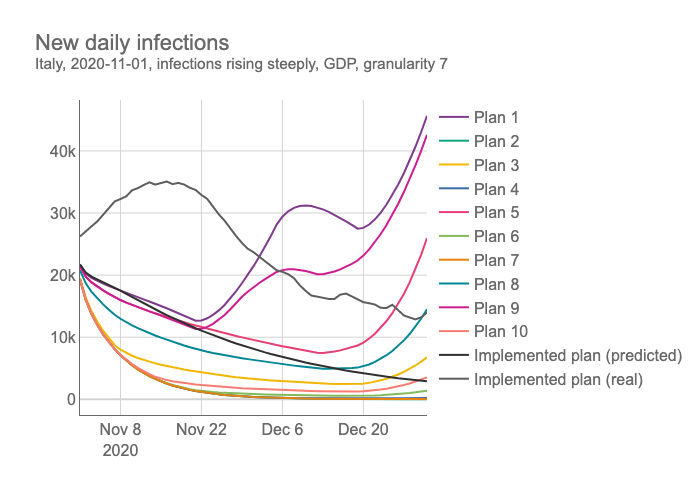 New daily infections
Italy, 2020-11-01, infections rising steeply, GDP, granularity 7
40k
30k
20k
10k
0
Nov 8
2020
Nov 22
Dec 6
Dec 20
Plan 1
Plan 2
Plan 3
Plan 4
Plan 5
Plan 6
Plan 7
Plan 8
Plan 9
Plan 10
Implemented plan (predicted)
Implemented plan (real)